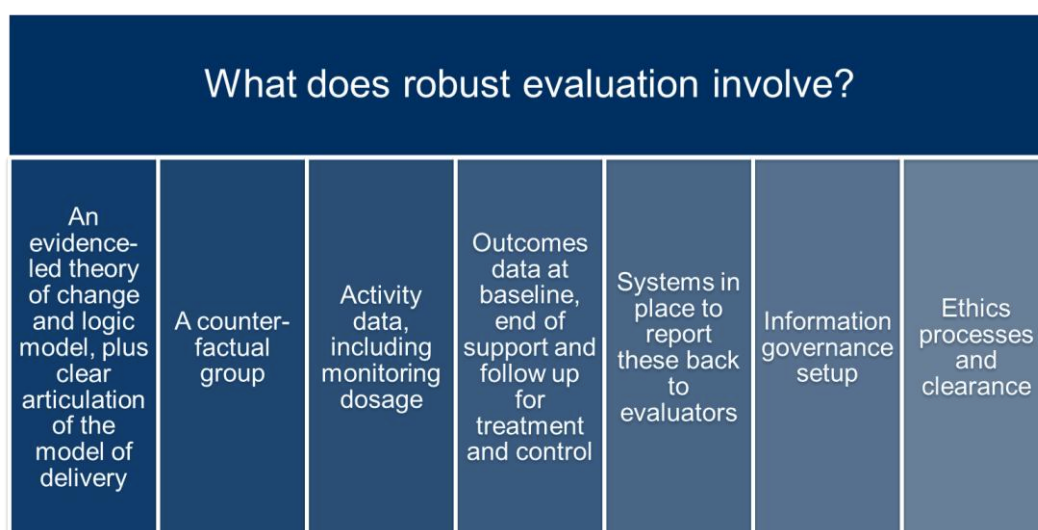 What does robust evaluation involve?
An
evidence-
led theory
of change
and logic
model, plus
clear
articulation
of the
model of
delivery
A counter-
factual
group
Activity
data,
including
monitoring
dosage
Outcomes
data at
baseline,
end of
support and
follow up
for
treatment
and control
Systems in
place to
report
these back
to
evaluators
Information
governance
setup
Ethics
processes
and
clearance